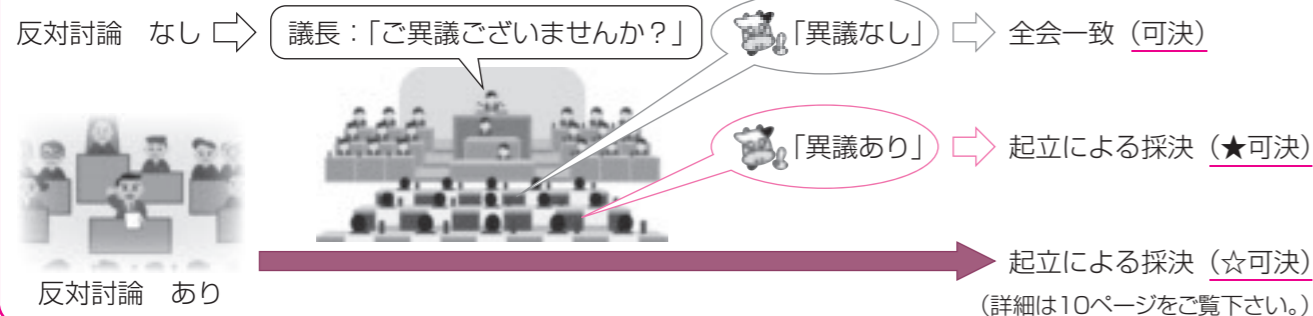 反対討論　なし
議長：「ご異議ございませんか？」
「異議なし」
全会一致（可決）
「異議あり」
起立による採決（★可決）
反対討論　あり
起立による採決（☆可決）
（詳細は10ページをご覧下さい。）